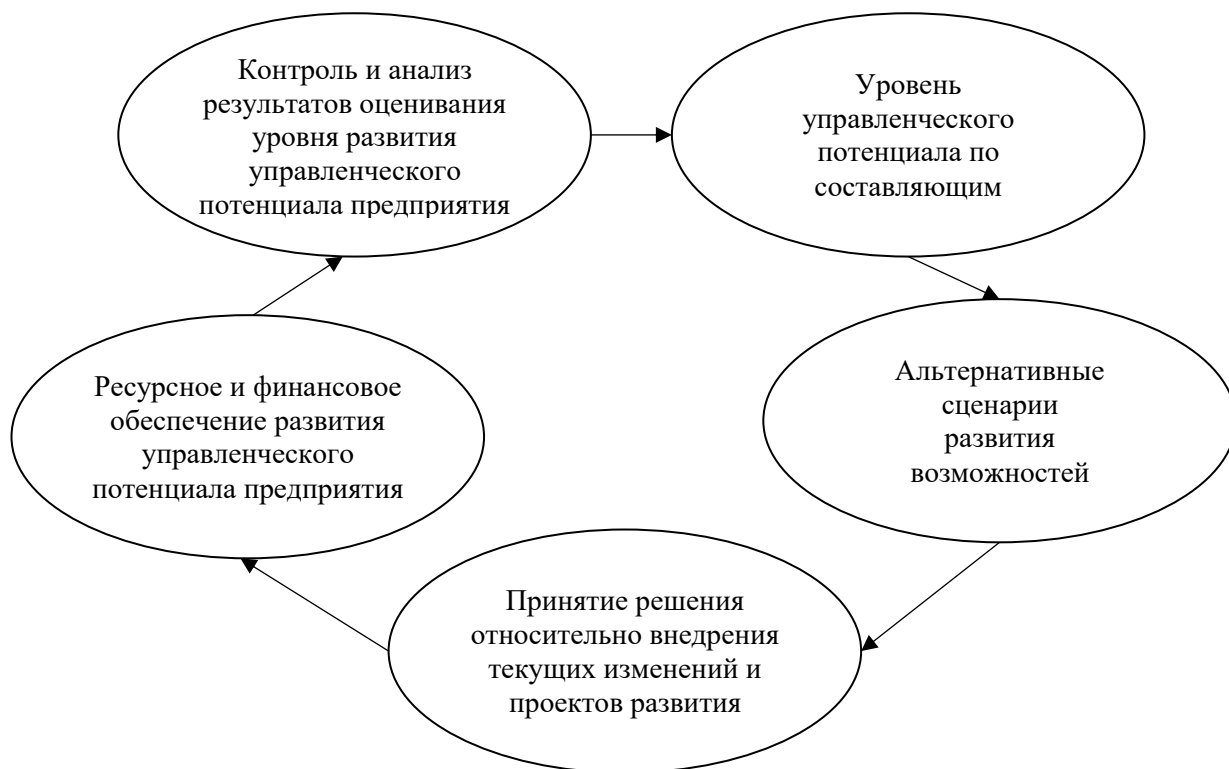 Контроль и анализ
результатов оценивания
уровня развития
управленческого
потенциала предприятия
Уровень
управленческого
потенциала по
составляющим
Альтернативные
сценарии
развития
возможностей
Принятие решения
относительно внедрения
текущих изменений и
проектов развития
Ресурсное и финансовое
обеспечение развития
управленческого
потенциала предприятия